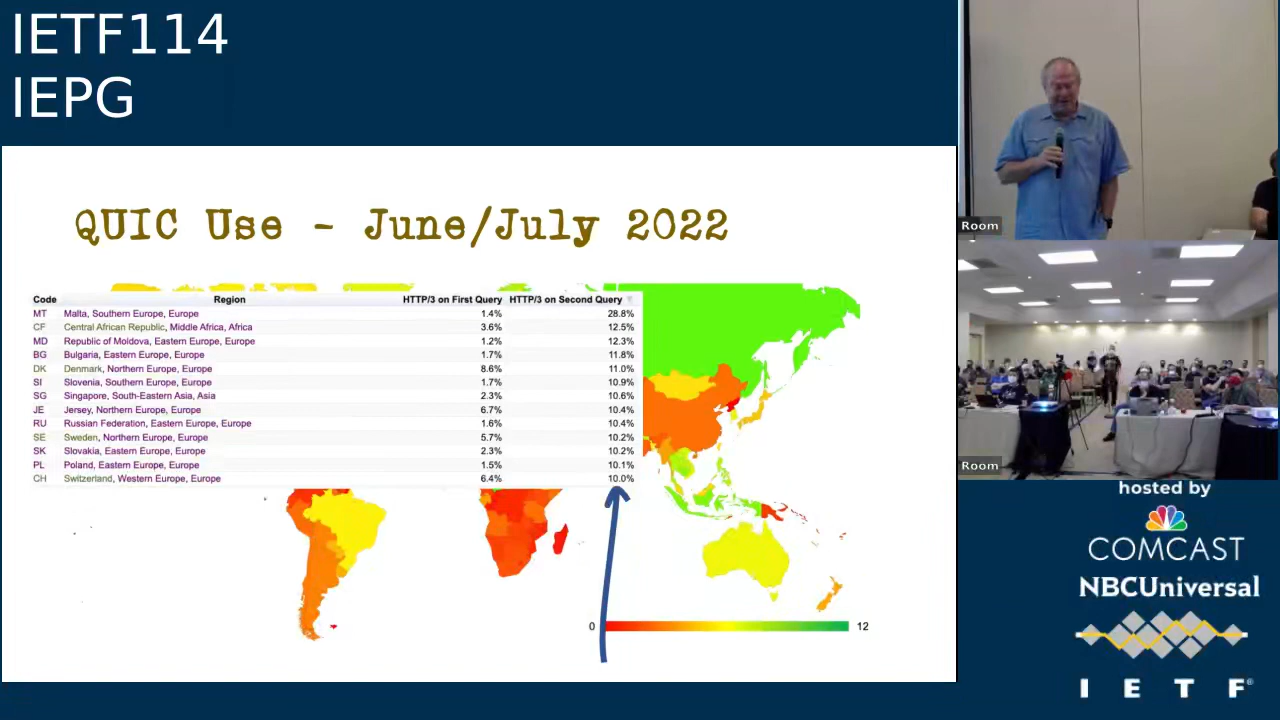 IETF114
IEPG
QUIC Use - June/July 2022
Code Region HTTP/3 on First Query HTTP/3 on Second Query
MT Malta, Southern Europe, Europe 1.4% 28.8%
CF Central African Republic, Middle Africa, Africa 3.6% 12.5%
MD Republic of Moldova, Eastern Europe, Europe 1.2% 12.3%
BG Bulgaria, Eastern Europe, Europe 1.7% 11.8%
DK Denmark, Northern Europe, Europe 8.6% 11.0%
SI Slovenia, Southern Europe, Europe 1.7% 10.9%
SG Singapore, South-Eastern Asia, Asia 2.3% 10.6%
JE Jersey, Northern Europe, Europe 6.7% 10.4%
RU Russian Federation, Eastern Europe, Europe 1.6% 10.4%
SE Sweden, Northern Europe, Europe 5.7% 10.2%
SK Slovakia, Eastern Europe, Europe 2.3% 10.2%
PL Poland, Eastern Europe, Europe 1.5% 10.1%
CH Switzerland, Western Europe, Europe 6.4% 10.0%
0 12
Room
Room
hosted by
COMCAST
NBCUniversal
I E T F®